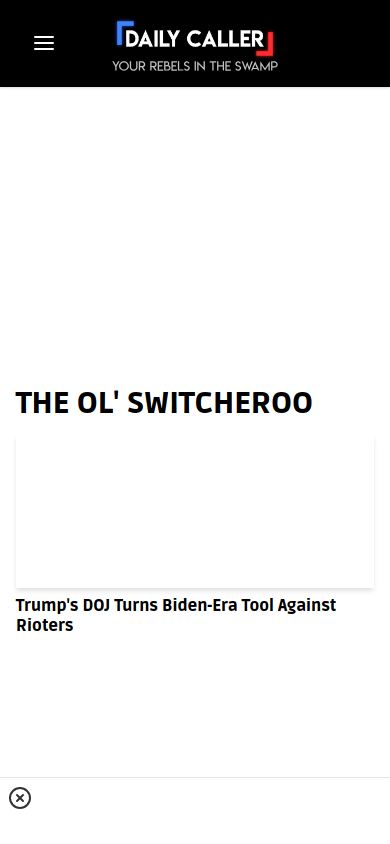 DAILY CALLER
YOUR REBELS IN THE SWAMP
THE OL' SWITCHEROO
Trump's DOJ Turns Biden-Era Tool Against
Rioters